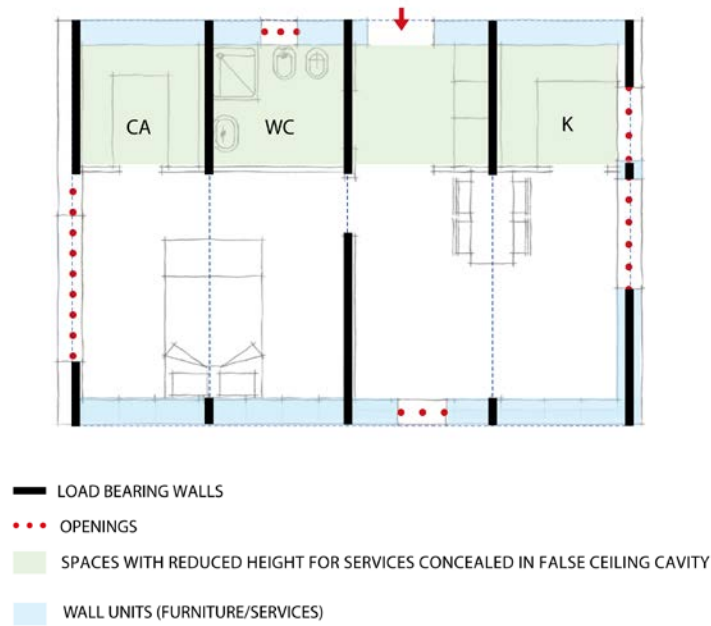 CA
WC
K
LOAD BEARING WALLS
OPENINGS
SPACES WITH REDUCED HEIGHT FOR SERVICES CONCEALED IN FALSE CEILING CAVITY
WALL UNITS (FURNITURE/SERVICES)